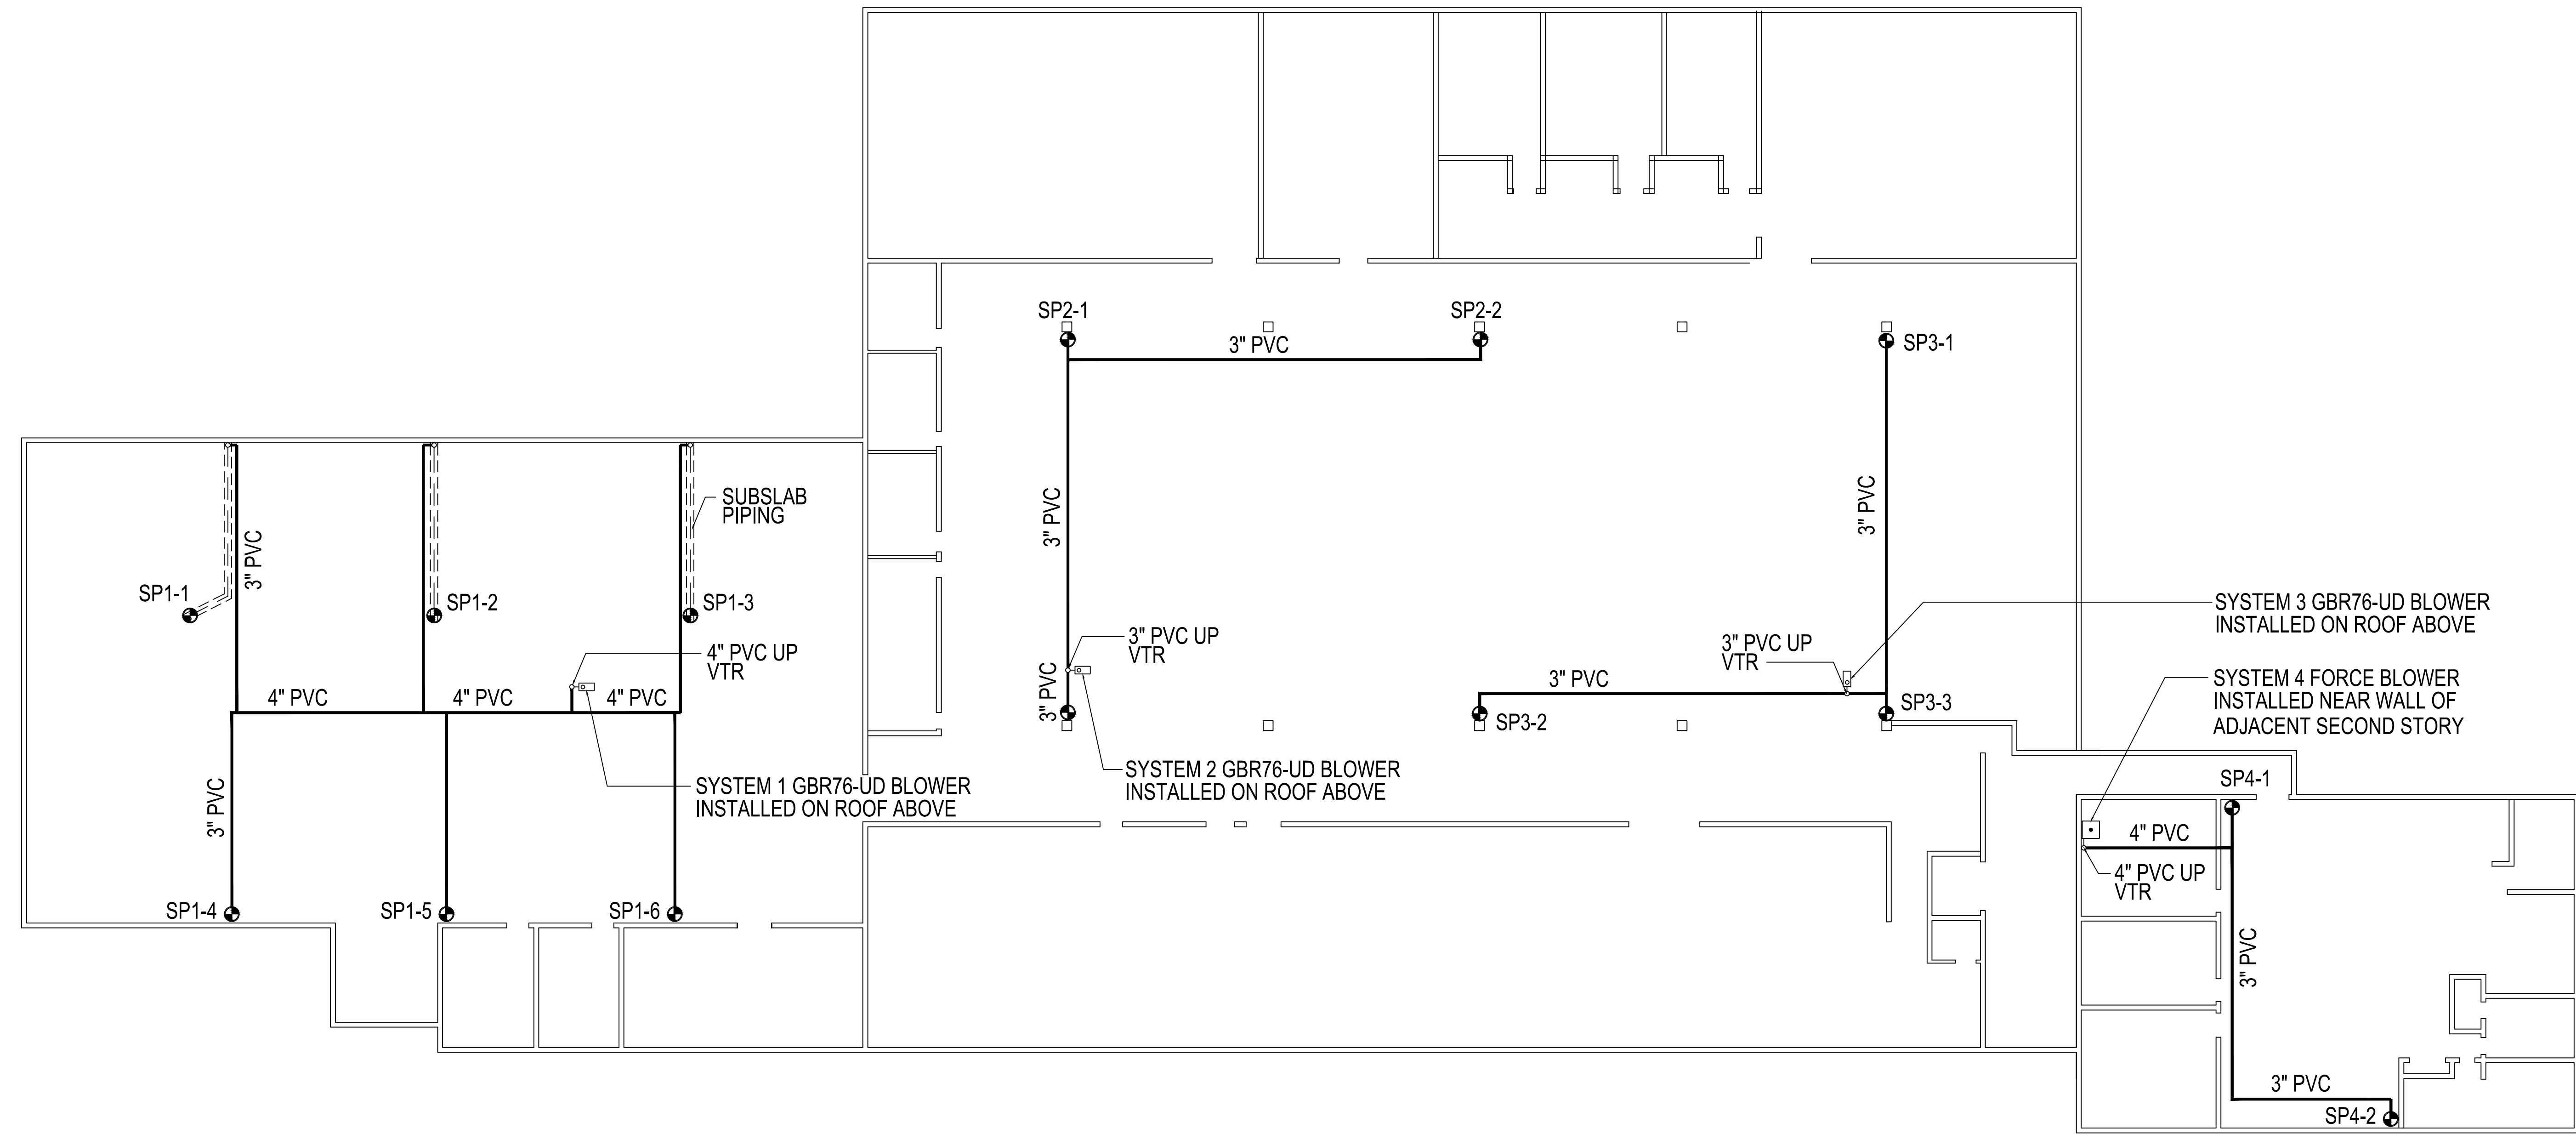 SP2-1
SP2-2
3" PVC
SP3-1
SUBSLAB
PIPING
3" PVC
3" PVC
3" PVC
SP1-1
SP1-2
SP1-3
4" PVC UP
VTR
3" PVC UP
VTR
3" PVC UP
VTR
SYSTEM 3 GBR76-UD BLOWER
INSTALLED ON ROOF ABOVE
4" PVC
4" PVC
4" PVC
3" PVC
3" PVC
SP3-2
SP3-3
SYSTEM 4 FORCE BLOWER
INSTALLED NEAR WALL OF
ADJACENT SECOND STORY
SYSTEM 1 GBR76-UD BLOWER
INSTALLED ON ROOF ABOVE
SYSTEM 2 GBR76-UD BLOWER
INSTALLED ON ROOF ABOVE
SP4-1
3" PVC
4" PVC
4" PVC UP
VTR
SP1-4
SP1-5
SP1-6
3" PVC
3" PVC
SP4-2